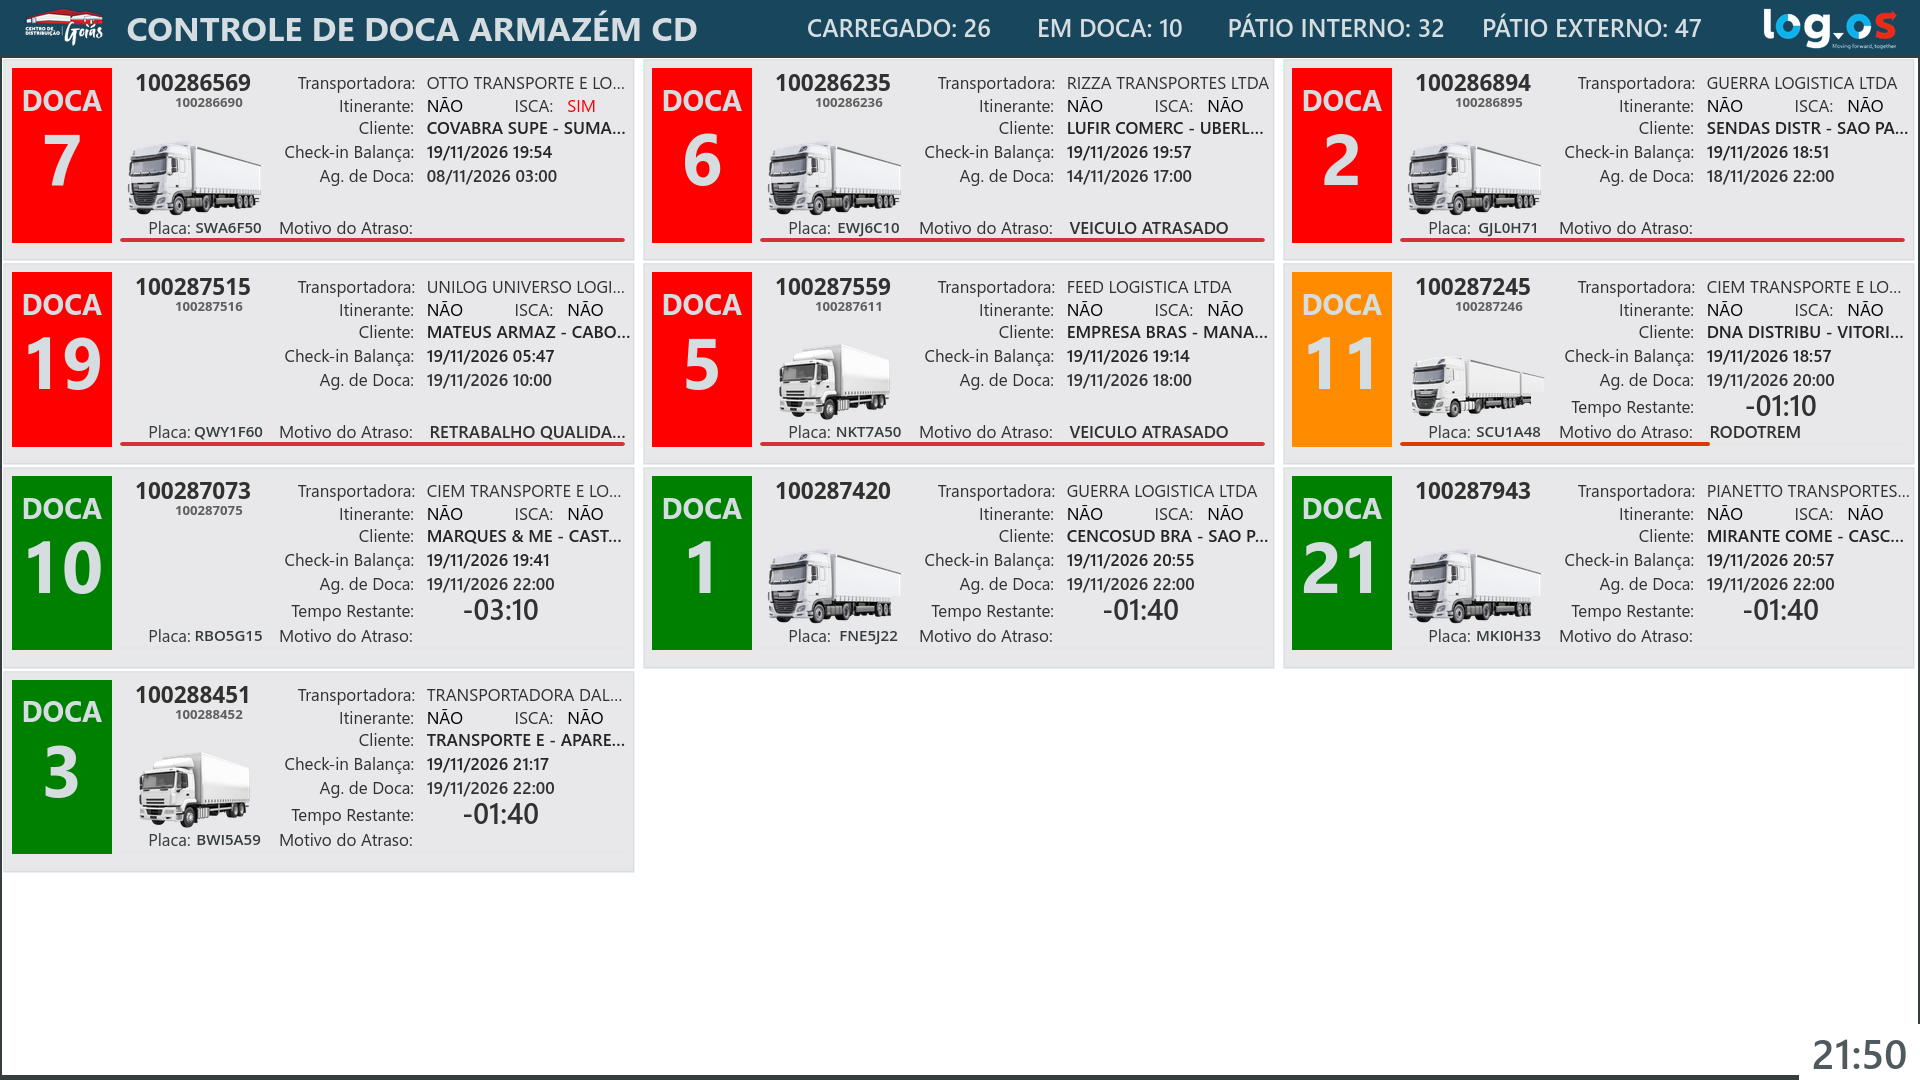 CENTRO DE DISTRIBUIÇÃO Goiás
CONTROLE DE DOCA ARMAZÉM CD
CARREGADO: 26
EM DOCA: 10
PÁTIO INTERNO: 32
PÁTIO EXTERNO: 47
log.os
Moving forward, together
DOCA
7
100286569
100286690
Transportadora: OTTO TRANSPORTE E LO...
Itinerante: NÃO ISCA: SIM
Cliente: COVABRA SUPE - SUMA...
Check-in Balança: 19/11/2026 19:54
Ag. de Doca: 08/11/2026 03:00
Placa: SWA6F50 Motivo do Atraso:
DOCA
6
100286235
100286236
Transportadora: RIZZA TRANSPORTES LTDA
Itinerante: NÃO ISCA: NÃO
Cliente: LUFIR COMERC - UBERL...
Check-in Balança: 19/11/2026 19:57
Ag. de Doca: 14/11/2026 17:00
Placa: EWJ6C10 Motivo do Atraso: VEICULO ATRASADO
DOCA
2
100286894
100286895
Transportadora: GUERRA LOGISTICA LTDA
Itinerante: NÃO ISCA: NÃO
Cliente: SENDAS DISTR - SAO PA...
Check-in Balança: 19/11/2026 18:51
Ag. de Doca: 18/11/2026 22:00
Placa: GJL0H71 Motivo do Atraso:
DOCA
19
100287515
100287516
Transportadora: UNILOG UNIVERSO LOGI...
Itinerante: NÃO ISCA: NÃO
Cliente: MATEUS ARMAZ - CABO...
Check-in Balança: 19/11/2026 05:47
Ag. de Doca: 19/11/2026 10:00
Placa: QWY1F60 Motivo do Atraso: RETRABALHO QUALIDA...
DOCA
5
100287559
100287611
Transportadora: FEED LOGISTICA LTDA
Itinerante: NÃO ISCA: NÃO
Cliente: EMPRESA BRAS - MANA...
Check-in Balança: 19/11/2026 19:14
Ag. de Doca: 19/11/2026 18:00
Placa: NKT7A50 Motivo do Atraso: VEICULO ATRASADO
DOCA
11
100287245
100287246
Transportadora: CIEM TRANSPORTE E LO...
Itinerante: NÃO ISCA: NÃO
Cliente: DNA DISTRIBU - VITORI...
Check-in Balança: 19/11/2026 18:57
Ag. de Doca: 19/11/2026 20:00
Tempo Restante: -01:10
Placa: SCU1A48 Motivo do Atraso: RODOTREM
DOCA
10
100287073
100287075
Transportadora: CIEM TRANSPORTE E LO...
Itinerante: NÃO ISCA: NÃO
Cliente: MARQUES & ME - CAST...
Check-in Balança: 19/11/2026 19:41
Ag. de Doca: 19/11/2026 22:00
Tempo Restante: -03:10
Placa: RBO5G15 Motivo do Atraso:
DOCA
1
100287420
Transportadora: GUERRA LOGISTICA LTDA
Itinerante: NÃO ISCA: NÃO
Cliente: CENCOSUD BRA - SAO P...
Check-in Balança: 19/11/2026 20:55
Ag. de Doca: 19/11/2026 22:00
Tempo Restante: -01:40
Placa: FNE5J22 Motivo do Atraso:
DOCA
21
100287943
Transportadora: PIANETTO TRANSPORTES...
Itinerante: NÃO ISCA: NÃO
Cliente: MIRANTE COME - CASC...
Check-in Balança: 19/11/2026 20:57
Ag. de Doca: 19/11/2026 22:00
Tempo Restante: -01:40
Placa: MKI0H33 Motivo do Atraso:
DOCA
3
100288451
100288452
Transportadora: TRANSPORTADORA DAL...
Itinerante: NÃO ISCA: NÃO
Cliente: TRANSPORTE E - APARE...
Check-in Balança: 19/11/2026 21:17
Ag. de Doca: 19/11/2026 22:00
Tempo Restante: -01:40
Placa: BWI5A59 Motivo do Atraso:
21:50